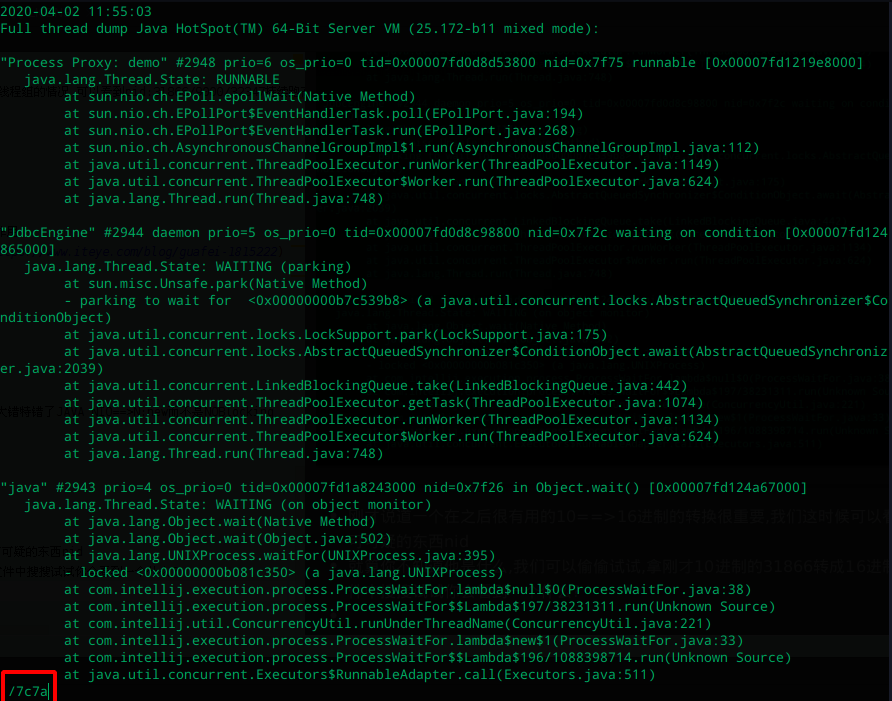 2020-04-02 11:55:03
Full thread dump Java HotSpot(TM) 64-Bit Server VM (25.172-b11 mixed mode):
"Process Proxy: demo" #2948 prio=6 os_prio=0 tid=0x00007fd0d8d53800 nid=0x7f75 runnable [0x00007fd1219e8000]
java.lang.Thread.State: RUNNABLE
at sun.nio.ch.EPoll.epollWait(Native Method)
at sun.nio.ch.EPollPort$EventHandlerTask.poll(EPollPort.java:194)
at sun.nio.ch.EPollPort$EventHandlerTask.run(EPollPort.java:268)
at sun.nio.ch.AsynchronousChannelGroupImpl$1.run(AsynchronousChannelGroupImpl.java:112)
at java.util.concurrent.ThreadPoolExecutor.runWorker(ThreadPoolExecutor.java:1149)
at java.util.concurrent.ThreadPoolExecutor$Worker.run(ThreadPoolExecutor.java:624)
at java.lang.Thread.run(Thread.java:748)
"JdbcEngine" #2944 daemon prio=5 os_prio=0 tid=0x00007fd0d8c98800 nid=0x7f2c waiting on condition [0x00007fd124
865000]
java.lang.Thread.State: WAITING (parking)
at sun.misc.Unsafe.park(Native Method)
- parking to wait for  <0x00000000b7c539b8> (a java.util.concurrent.locks.AbstractQueuedSynchronizer$Co
nditionObject)
at java.util.concurrent.locks.LockSupport.park(LockSupport.java:175)
at java.util.concurrent.locks.AbstractQueuedSynchronizer$ConditionObject.await(AbstractQueuedSynchroniz
er.java:2039)
at java.util.concurrent.LinkedBlockingQueue.take(LinkedBlockingQueue.java:442)
at java.util.concurrent.ThreadPoolExecutor.getTask(ThreadPoolExecutor.java:1074)
at java.util.concurrent.ThreadPoolExecutor.runWorker(ThreadPoolExecutor.java:1134)
at java.util.concurrent.ThreadPoolExecutor$Worker.run(ThreadPoolExecutor.java:624)
at java.lang.Thread.run(Thread.java:748)
"java" #2943 prio=4 os_prio=0 tid=0x00007fd1a8243000 nid=0x7f26 in Object.wait() [0x00007fd124a67000]
java.lang.Thread.State: WAITING (on object monitor)
at java.lang.Object.wait(Native Method)
at java.lang.Object.wait(Object.java:502)
at java.lang.UNIXProcess.waitFor(UNIXProcess.java:395)
- locked <0x00000000b081c350> (a java.lang.UNIXProcess)
at com.intellij.execution.process.ProcessWaitFor.lambda$null$0(ProcessWaitFor.java:38)
at com.intellij.execution.process.ProcessWaitFor$$Lambda$197/38231311.run(Unknown Source)
at com.intellij.util.ConcurrencyUtil.runUnderThreadName(ConcurrencyUtil.java:221)
at com.intellij.execution.process.ProcessWaitFor.lambda$new$1(ProcessWaitFor.java:33)
at com.intellij.execution.process.ProcessWaitFor$$Lambda$196/1088398714.run(Unknown Source)
at java.util.concurrent.Executors$RunnableAdapter.call(Executors.java:511)
/7c7a